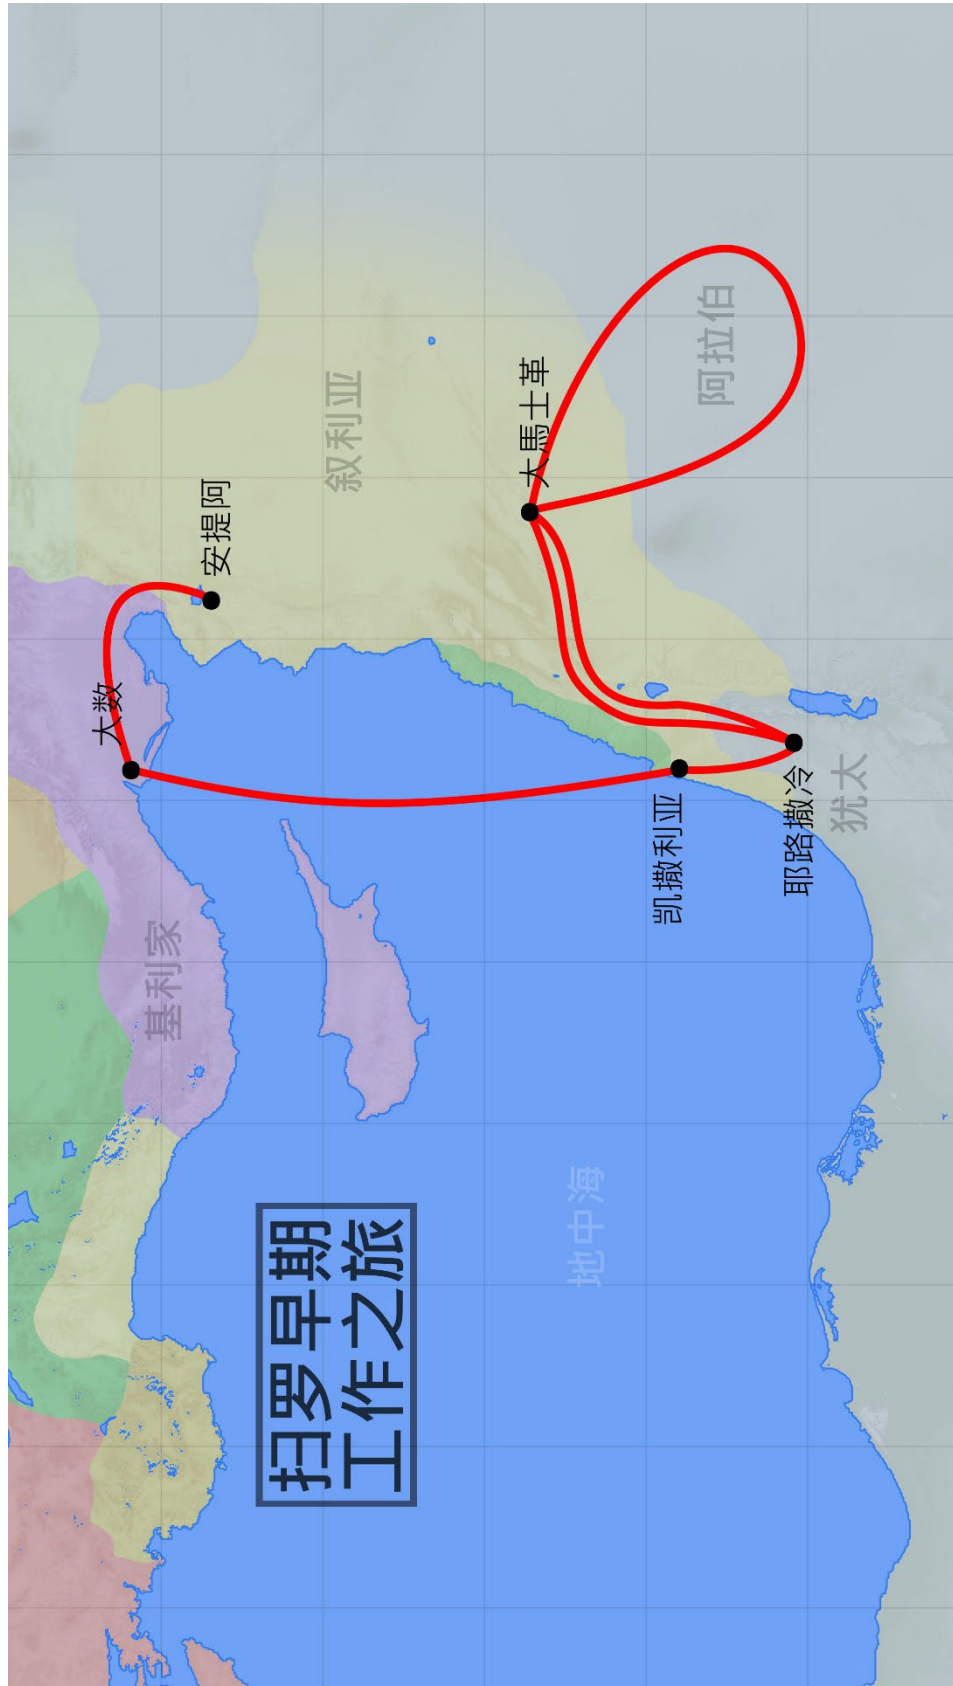 扫罗早期
工作之旅
基利家
大数
安提阿
叙利亚
大馬士革
阿拉伯
地中海
凯撒利亚
耶路撒冷
犹太